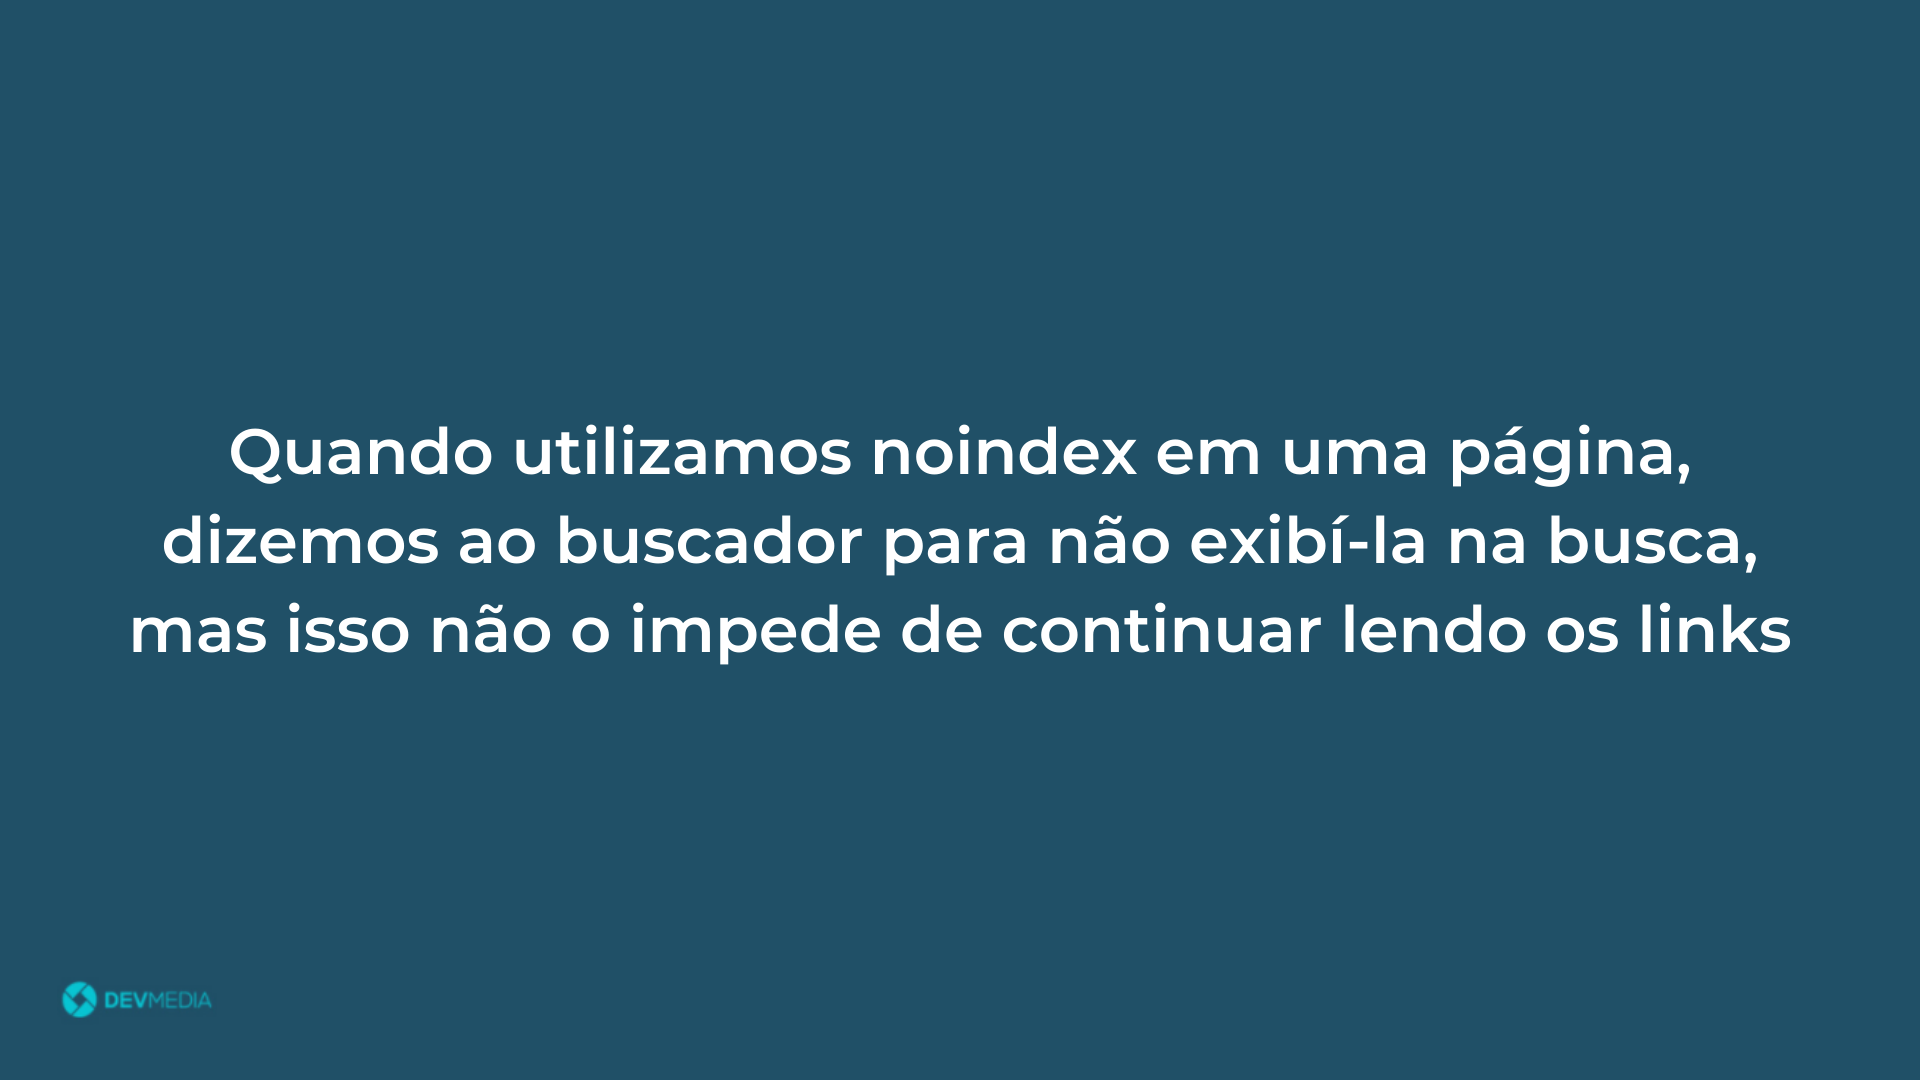 Quando utilizamos noindex em uma página,
dizemos ao buscador para não exibí-la na busca,
mas isso não o impede de continuar lendo os links
DEVMEDIA